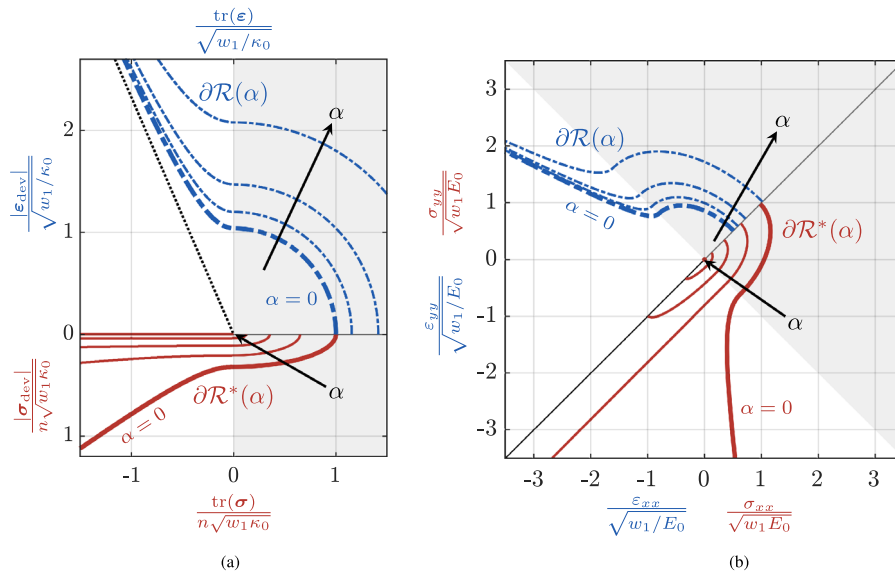 tr(ε)
√w₁/κ₀
∂R(α)
α
2
|ε_dev|
√w₁/κ₀
1
α = 0
0
α
|σ_dev|
n√w₁κ₀
∂R*(α)
α = 0
1
-1 0 1
tr(σ)
n√w₁κ₀
(a)
3
∂R(α)
α
2
σ_yy
√w₁E₀
1
∂R*(α)
α = 0
0
ε_yy
√w₁/E₀
-1
α
-2
-3
α = 0
-3 -2 -1 0 1 2 3
ε_xx
√w₁/E₀
σ_xx
√w₁E₀
(b)